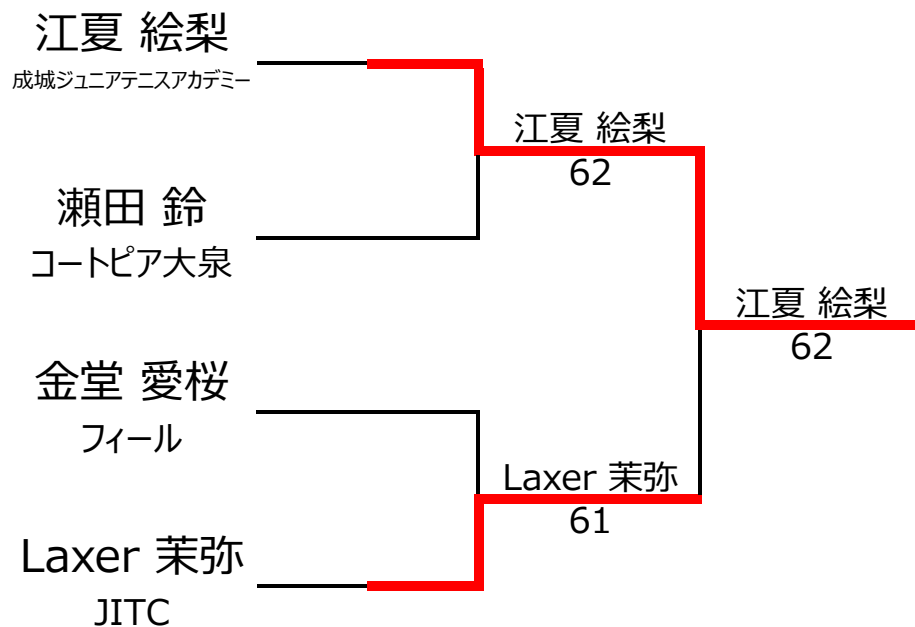 江夏 絵梨
成城ジュニアテニスアカデミー
江夏 絵梨
62
瀬田 鈴
コートピア大泉
江夏 絵梨
62
金堂 愛桜
フィール
Laxer 茉弥
61
Laxer 茉弥
JITC